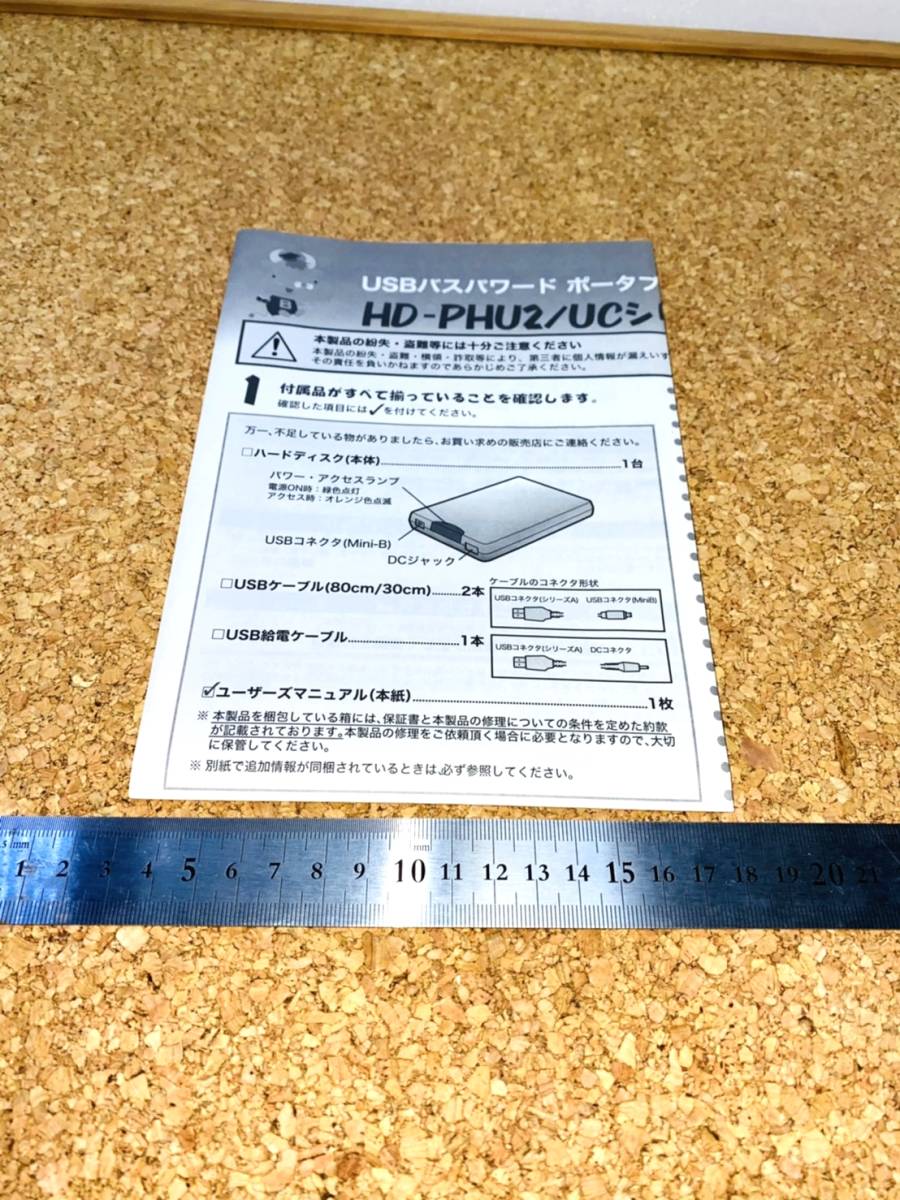 USBバスパワード ポータブ
HD-PHU2/UCシ
本製品の紛失・盗難等には十分ご注意ください
本製品の紛失・盗難・横領・詐取等により、第三者に個人情報が漏えいす
その責任を負いかねますのであらかじめご了承ください。
1 付属品がすべて揃っていることを確認します。
確認した項目には✓を付けてください。
万一、不足している物がありましたら、お買い求めの販売店にご連絡ください。
□ハードディスク(本体)......1台
パワー・アクセスランプ
電源ON時：緑色点灯
アクセス時：オレンジ色点滅
USBコネクタ(Mini-B)
DCジャック
□USBケーブル(80cm/30cm)......2本
ケーブルのコネクタ形状
USBコネクタ(シリーズA) USBコネクタ(MiniB)
□USB給電ケーブル......1本
USBコネクタ(シリーズA) DCコネクタ
☑ユーザーズマニュアル(本紙)......1枚
※ 本製品を梱包している箱には、保証書と本製品の修理についての条件を定めた約款
が記載されております。本製品の修理をご依頼頂く場合に必要となりますので、大切
に保管してください。
※ 別紙で追加情報が同梱されているときは、必ず参照してください。
.5 mm mm
1 2 3 4 5 6 7 8 9 10 11 12 13 14 15 16 17 18 19 20 21